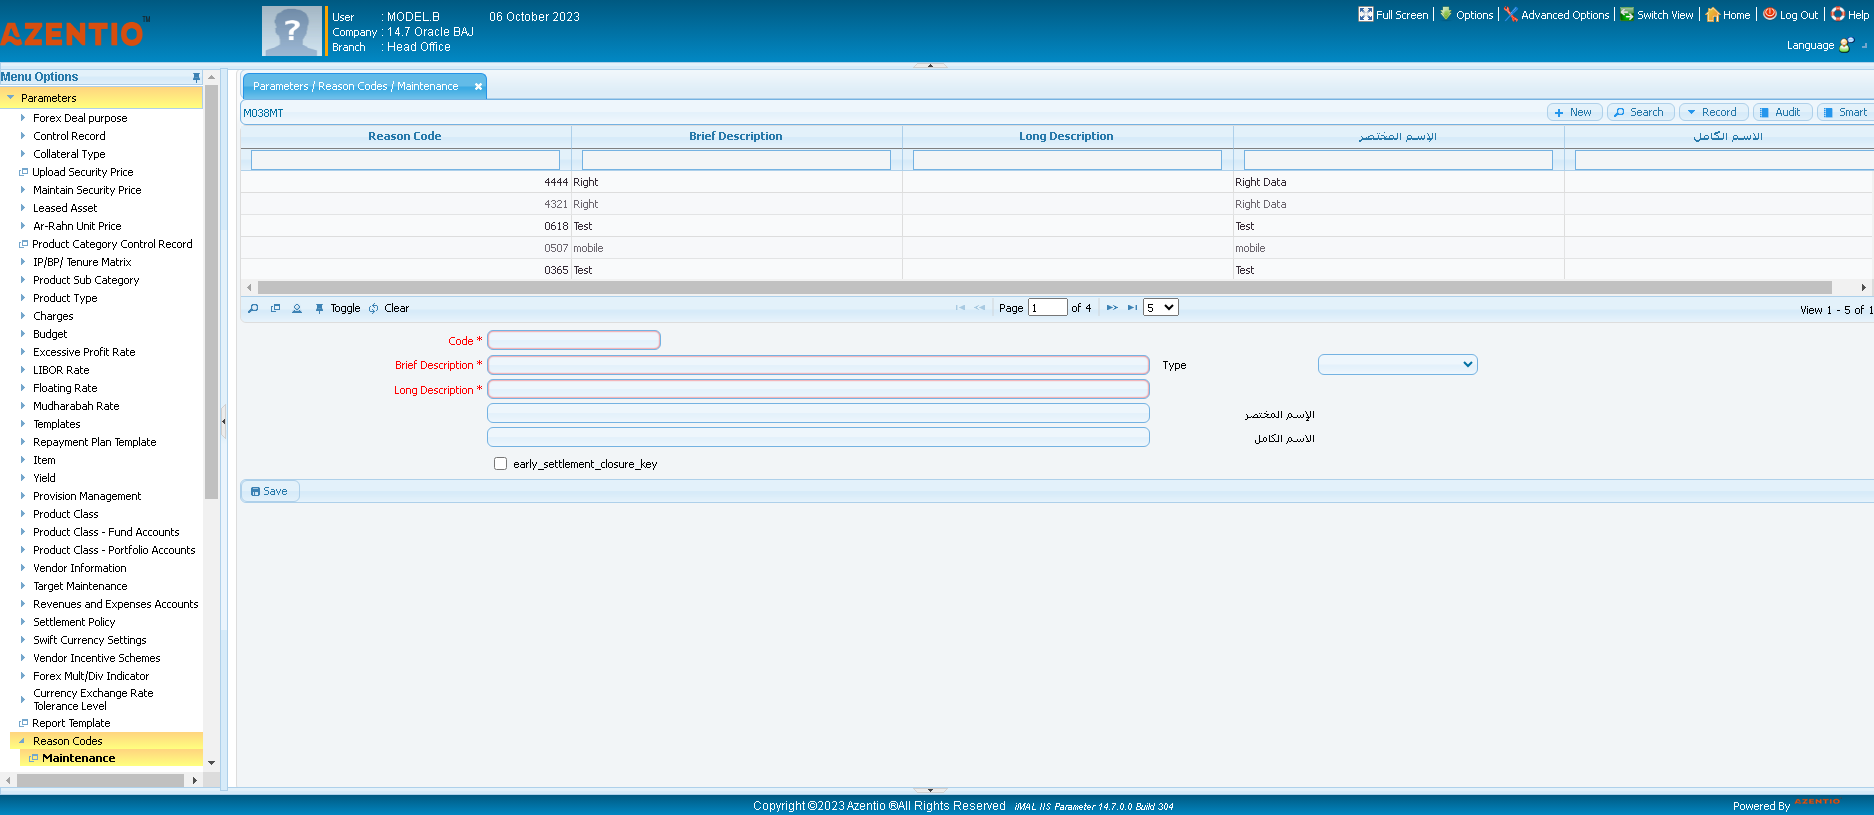 AZENTIO™
User : MODEL.B 06 October 2023
Company : 14.7 Oracle BAJ
Branch : Head Office
Full Screen Options Advanced Options Switch View Home Log Out Help
Language
Menu Options
Parameters
Forex Deal purpose
Control Record
Collateral Type
Upload Security Price
Maintain Security Price
Leased Asset
Ar-Rahn Unit Price
Product Category Control Record
IP/BP/ Tenure Matrix
Product Sub Category
Product Type
Charges
Budget
Excessive Profit Rate
LIBOR Rate
Floating Rate
Mudharabah Rate
Templates
Repayment Plan Template
Item
Yield
Provision Management
Product Class
Product Class - Fund Accounts
Product Class - Portfolio Accounts
Vendor Information
Target Maintenance
Revenues and Expenses Accounts
Settlement Policy
Swift Currency Settings
Vendor Incentive Schemes
Forex Mult/Div Indicator
Currency Exchange Rate
Tolerance Level
Report Template
Reason Codes
Maintenance
Parameters / Reason Codes / Maintenance
M038MT
New Search Record Audit Smart
Reason Code Brief Description Long Description الإسم المختصر الاسم الكامل
4444 Right Right Data
4321 Right Right Data
0618 Test Test
0507 mobile mobile
0365 Test Test
Toggle Clear Page 1 of 4 5 View 1 - 5 of 1
Code *
Brief Description * Type
Long Description *
الإسم المختصر
الاسم الكامل
early_settlement_closure_key
Save
Copyright ©2023 Azentio ®All Rights Reserved iMAL IIS Parameter 14.7.0.0 Build 304
Powered By AZENTIO